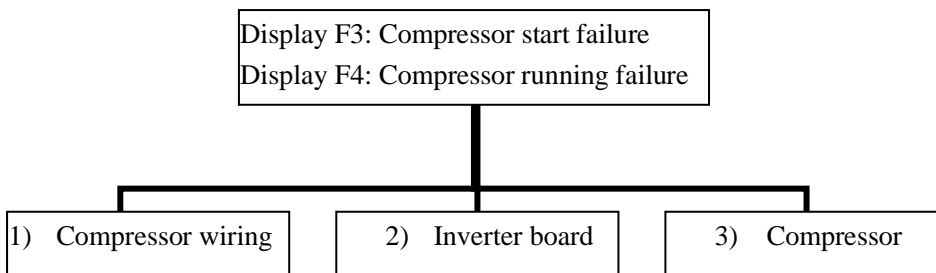 Display F3: Compressor start failure
Display F4: Compressor running failure
1) Compressor wiring
2) Inverter board
3) Compressor